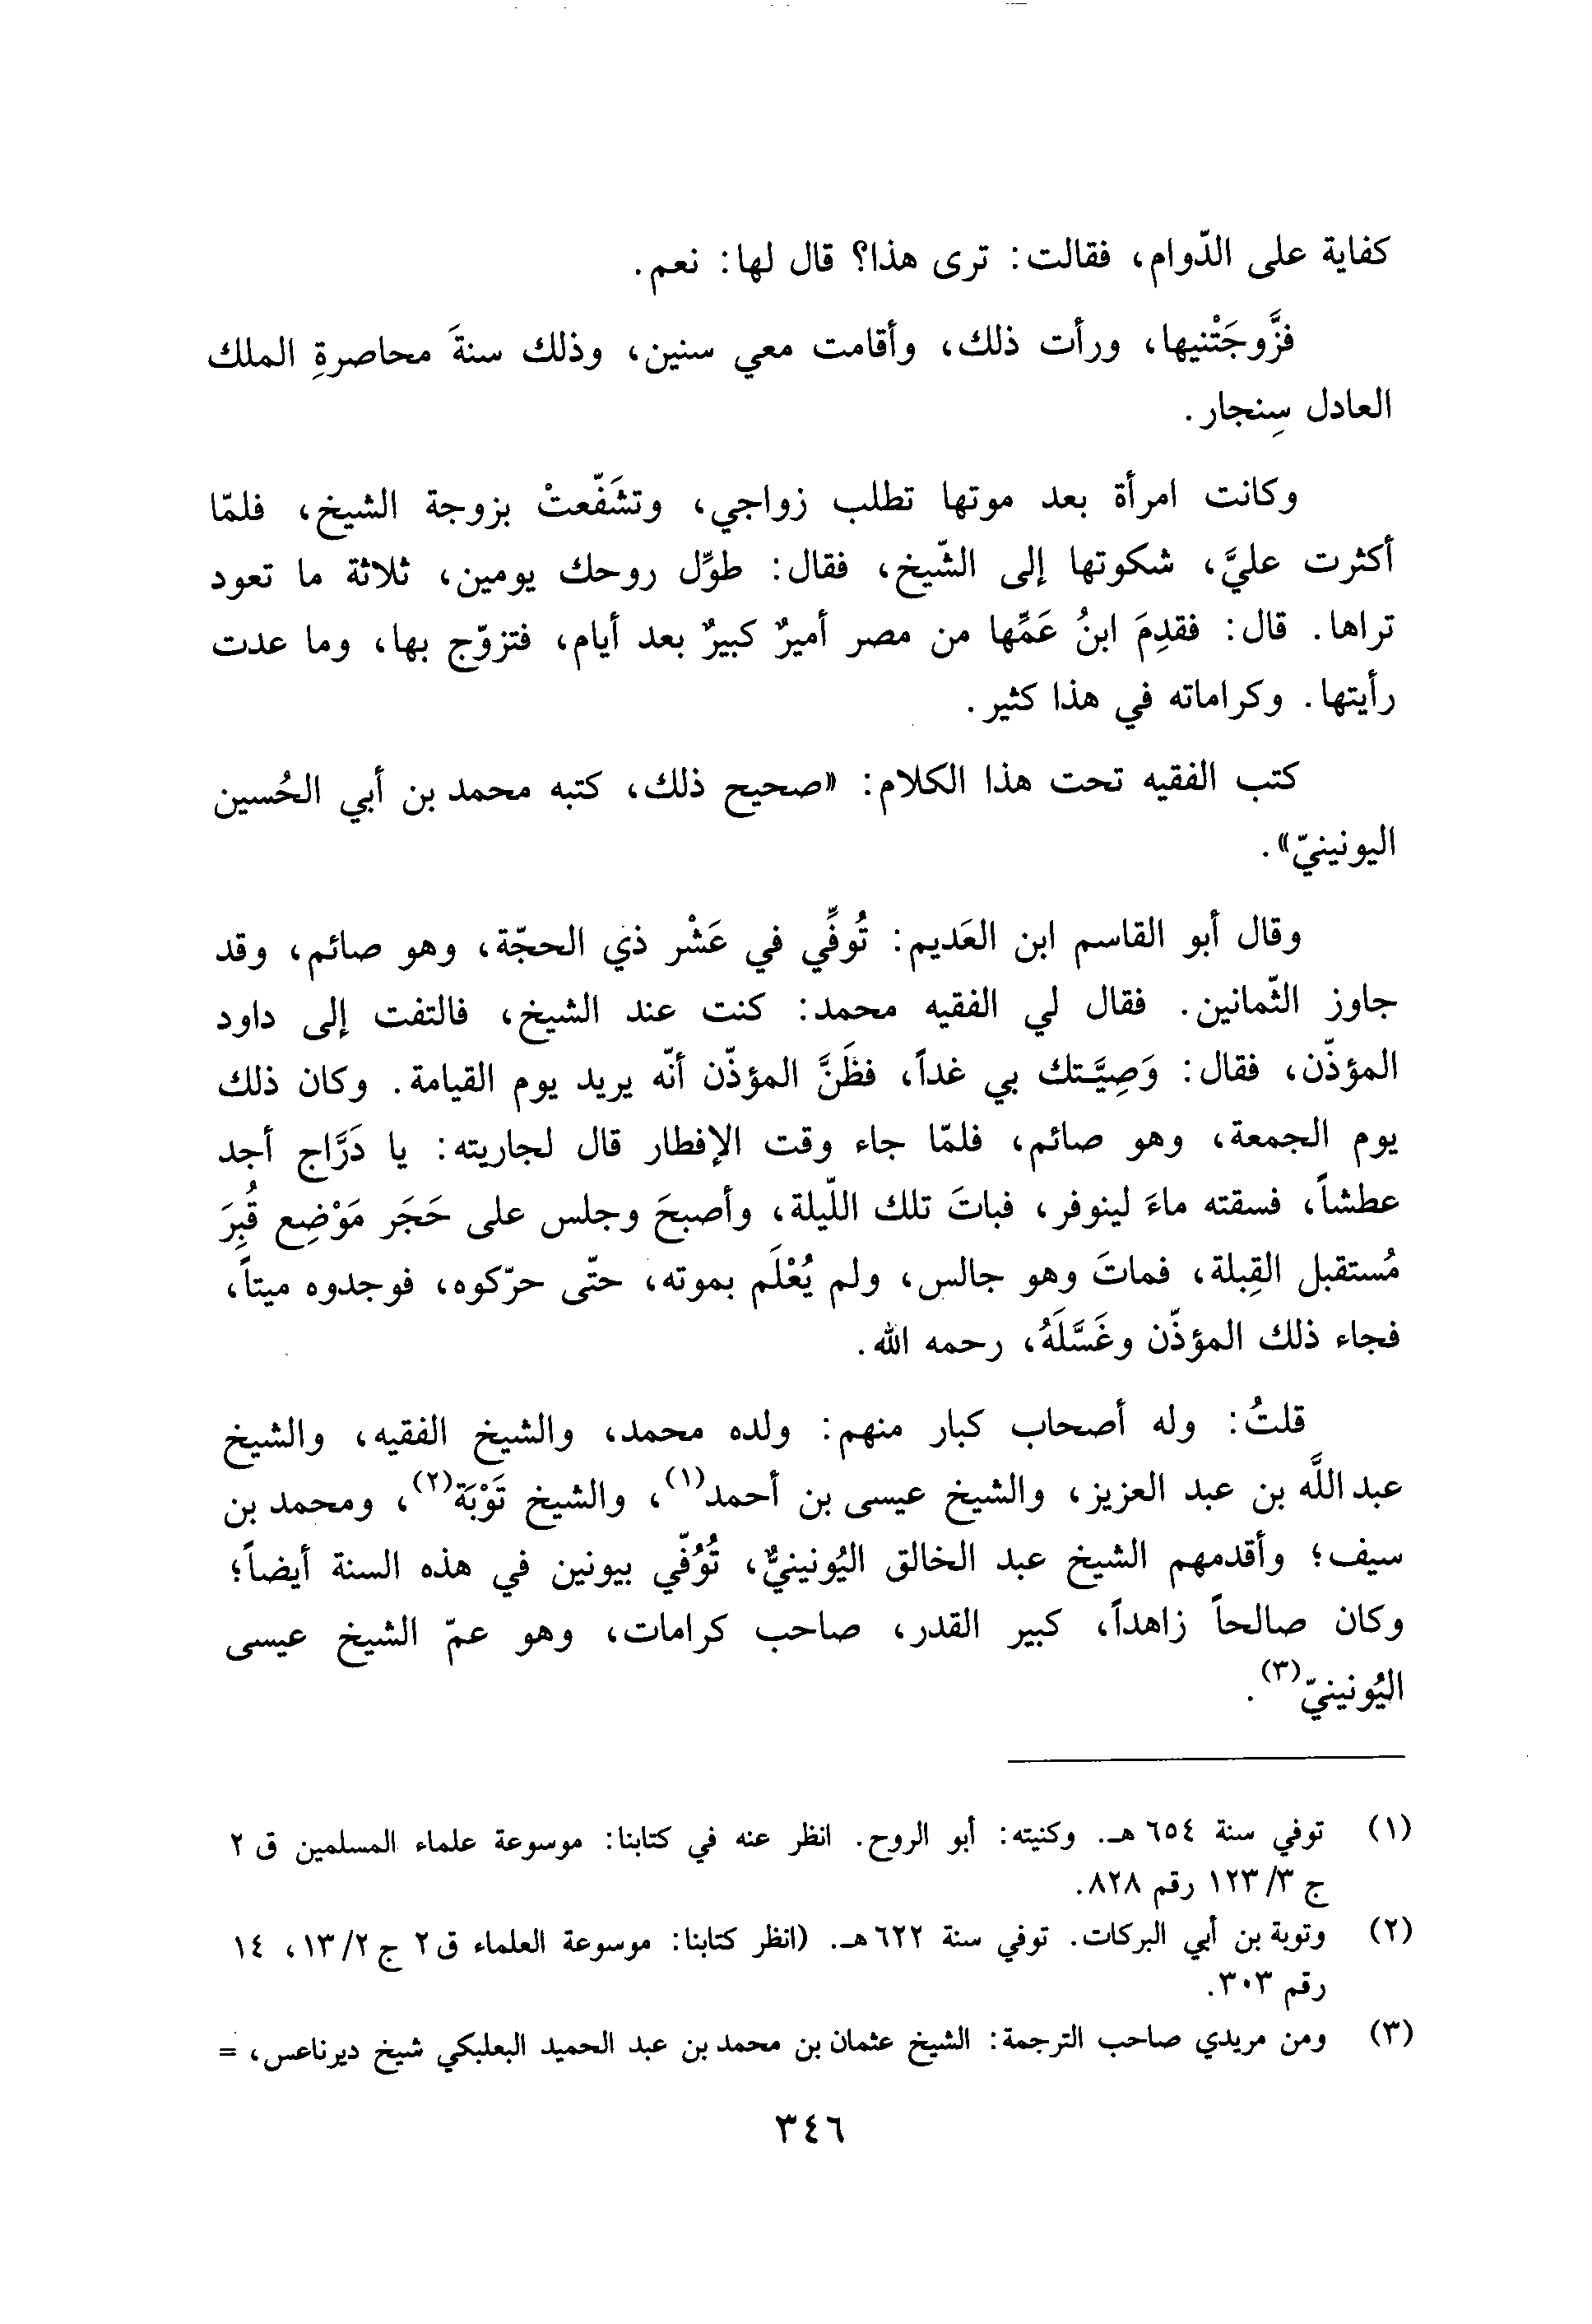 كفاية على الدّوام، فقالت: ترى هذا؟ قال لها: نعم.
فزَّوجَتْنيها، ورأت ذلك، وأقامت معي سنين، وذلك سنةَ محاصرةِ الملك
العادل سِنجار.
وكانت امرأة بعد موتها تطلب زواجي، وتشَفّعتْ بزوجة الشيخ، فلمّا
أكثرت عليَّ، شكوتها إلى الشّيخ، فقال: طوِّل روحك يومين، ثلاثة ما تعود
تراها. قال: فقدِمَ ابنُ عَمِّها من مصر أميرٌ كبيرٌ بعد أيام، فتزوّج بها، وما عدت
رأيتها. وكراماته في هذا كثير.
كتب الفقيه تحت هذا الكلام: «صحيح ذلك، كتبه محمد بن أبي الحُسين
اليونينيّ».
وقال أبو القاسم ابن العَديم: تُوفِّي في عَشْر ذي الحجّة، وهو صائم، وقد
جاوز الثّمانين. فقال لي الفقيه محمد: كنت عند الشيخ، فالتفت إلى داود
المؤذّن، فقال: وَصِيَّتك بي غداً، فظَنَّ المؤذّن أنّه يريد يوم القيامة. وكان ذلك
يوم الجمعة، وهو صائم، فلمّا جاء وقت الإفطار قال لجاريته: يا دَرَّاج أجد
عطشاً، فسقته ماءَ لينوفر، فباتَ تلك اللّيلة، وأصبحَ وجلس على حَجَر مَوْضِع قُبِرَ
مُستقبل القِبلة، فماتَ وهو جالس، ولم يُعْلَم بموته، حتّى حرّكوه، فوجدوه ميتاً،
فجاء ذلك المؤذّن وغَسَّلَهُ، رحمه الله.
قلتُ: وله أصحاب كبار منهم: ولده محمد، والشيخ الفقيه، والشيخ
عبد اللَّه بن عبد العزيز، والشيخ عيسى بن أحمد(١)، والشيخ تَوْبَة(٢)، ومحمد بن
سيف؛ وأقدمهم الشيخ عبد الخالق اليُونينيُّ، تُوُفّي بيونين في هذه السنة أيضاً؛
وكان صالحاً زاهداً، كبير القدر، صاحب كرامات، وهو عمّ الشيخ عيسى
اليُونينيّ(٣).
(١) توفي سنة ٦٥٤ هـ. وكنيته: أبو الروح. انظر عنه في كتابنا: موسوعة علماء المسلمين ق ٢
ج ٣/ ١٢٣ رقم ٨٢٨.
(٢) وتوبة بن أبي البركات. توفي سنة ٦٢٢ هـ. (انظر كتابنا: موسوعة العلماء ق ٢ ج ٢/ ١٣، ١٤
رقم ٣٠٣.
(٣) ومن مريدي صاحب الترجمة: الشيخ عثمان بن محمد بن عبد الحميد البعلبكي شيخ ديرناعس، =
٣٤٦